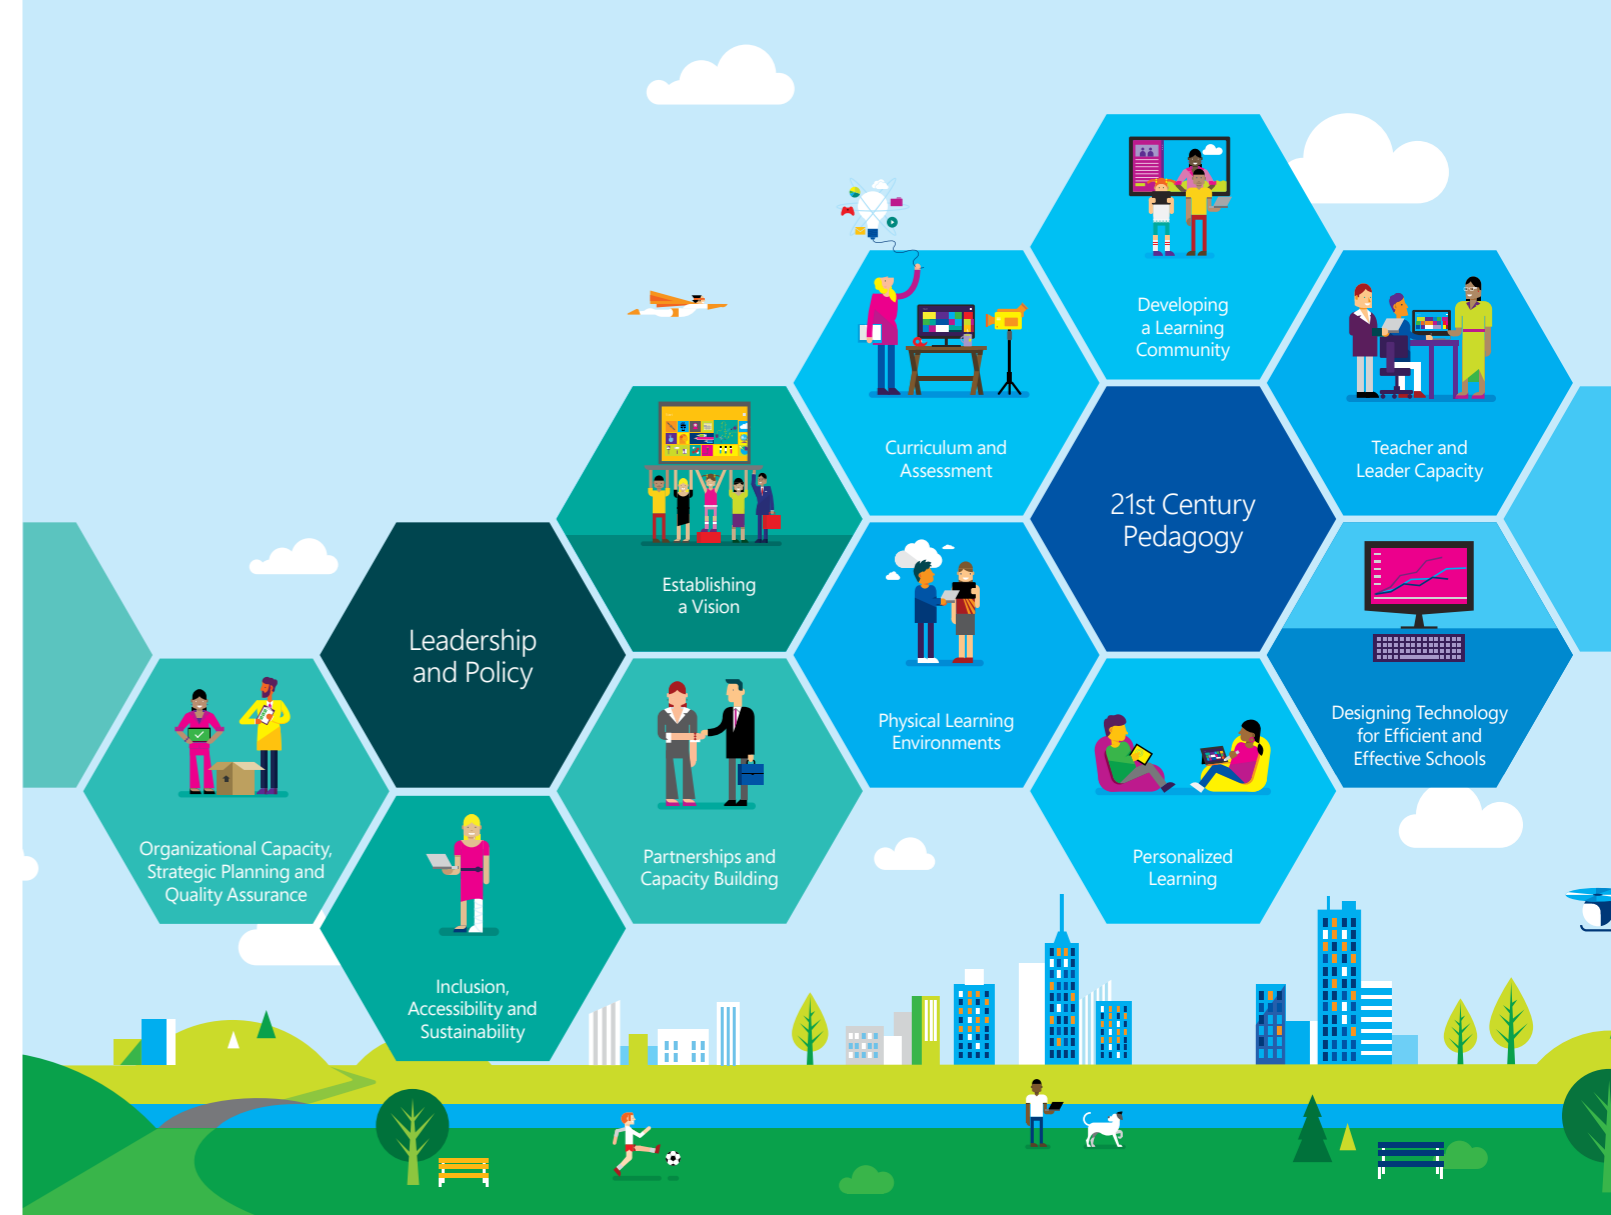 Developing
a Learning
Community
Curriculum and
Assessment
Teacher and
Leader Capacity
21st Century
Pedagogy
Establishing
a Vision
Leadership
and Policy
Physical Learning
Environments
Designing Technology
for Efficient and
Effective Schools
Organizational Capacity,
Strategic Planning and
Quality Assurance
Partnerships and
Capacity Building
Personalized
Learning
Inclusion,
Accessibility and
Sustainability